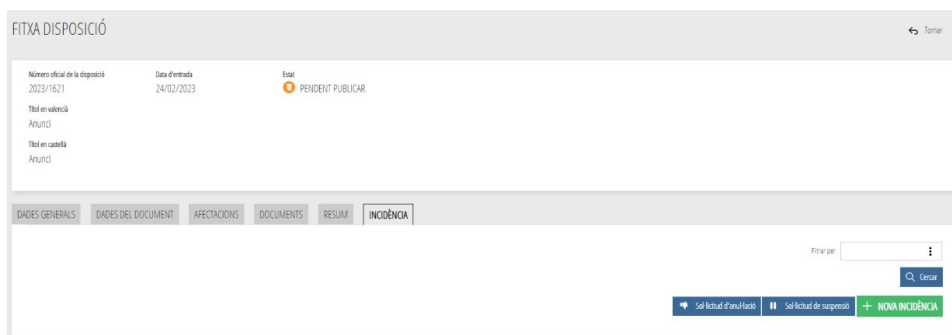 FITXA DISPOSICIÓ
Tornar
Número oficial de la disposició Data d'entrada Estat
2023/1621 24/02/2023 PENDENT PUBLICAR
Títol en valencià
Anunci
Títol en castellà
Anunci
DADES GENERALS DADES DEL DOCUMENT AFECTACIONS DOCUMENTS RESUM INCIDÈNCIA
Filtrar per
Cercar
Sol·licitud d'anul·lació Sol·licitud de suspensió + NOVA INCIDÈNCIA